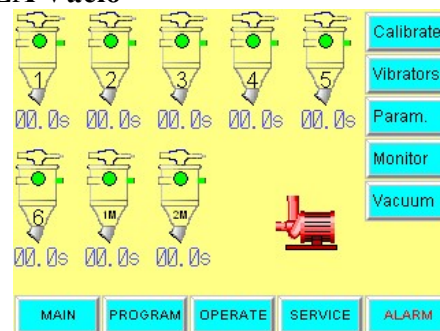 Calibrate
1 2 3 4 5
Vibrators
00.0s 00.0s 00.0s 00.0s 00.0s
Param.
Monitor
6 1M 2M
Vacuum
00.0s 00.0s 00.0s
MAIN PROGRAM OPERATE SERVICE ALARM